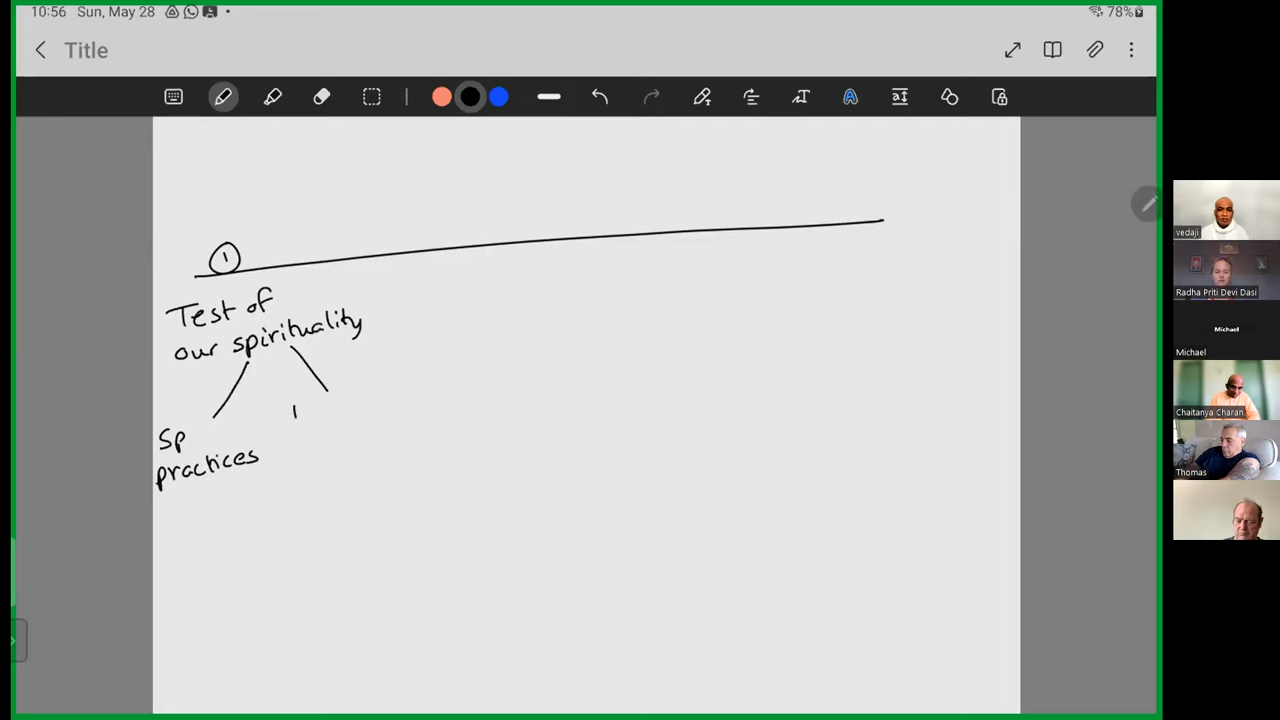 10:56 Sun, May 28
78%
Title
1
Test of
our spirituality
Sp
practices
vedaji
Radha Priti Devi Dasi
Michael
Michael
Chaitanya Charan
Thomas